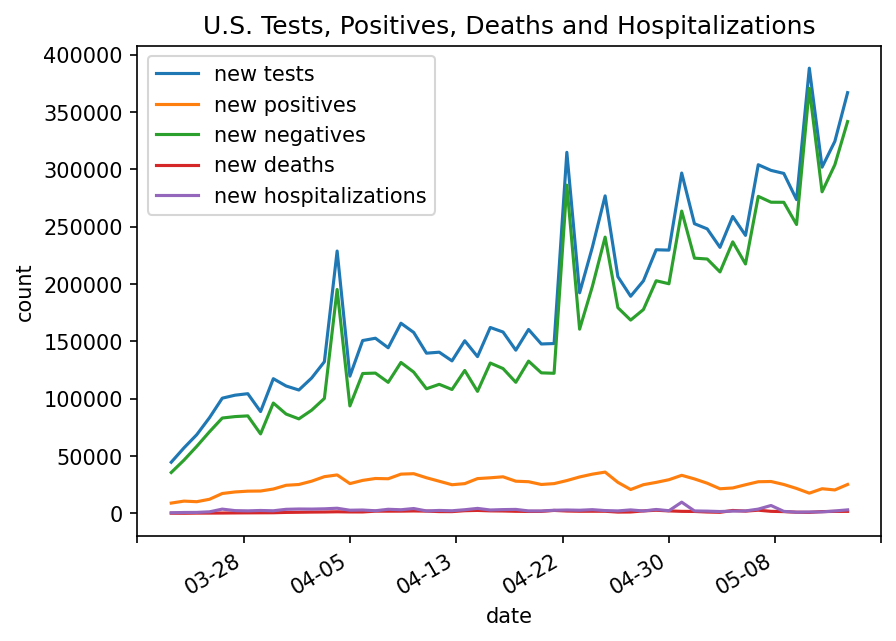 U.S. Tests, Positives, Deaths and Hospitalizations
400000
350000
300000
250000
200000
150000
100000
50000
0
count
new tests
new positives
new negatives
new deaths
new hospitalizations
03-28
04-05
04-13
04-22
04-30
05-08
date